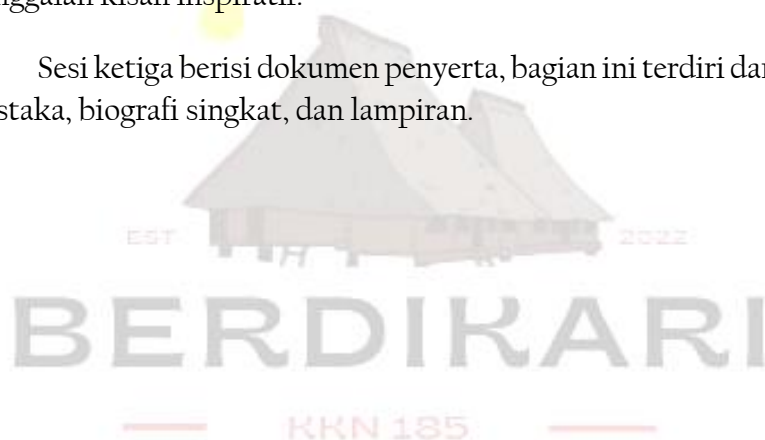 kisah inspiratif.
Sesi ketiga berisi dokumen penyerta, bagian ini terdiri
biografi singkat, dan lampiran.
EST 2022
BERDIKARI
KKN 185